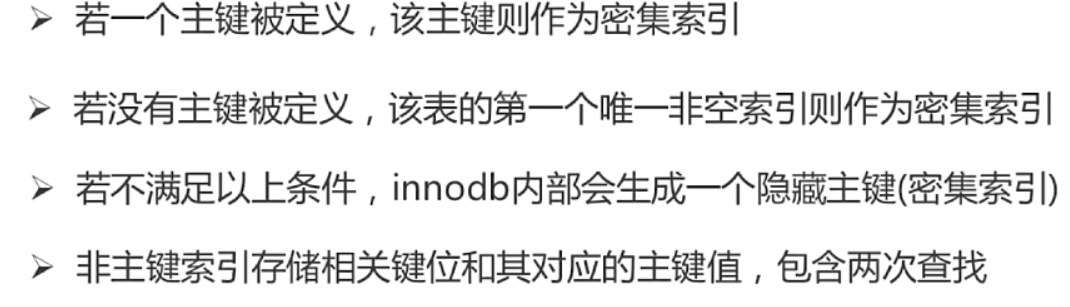 ➢ 若一个主键被定义，该主键则作为密集索引
➢ 若没有主键被定义，该表的第一个唯一非空索引则作为密集索引
➢ 若不满足以上条件，innodb内部会生成一个隐藏主键(密集索引)
➢ 非主键索引存储相关键位和其对应的主键值，包含两次查找